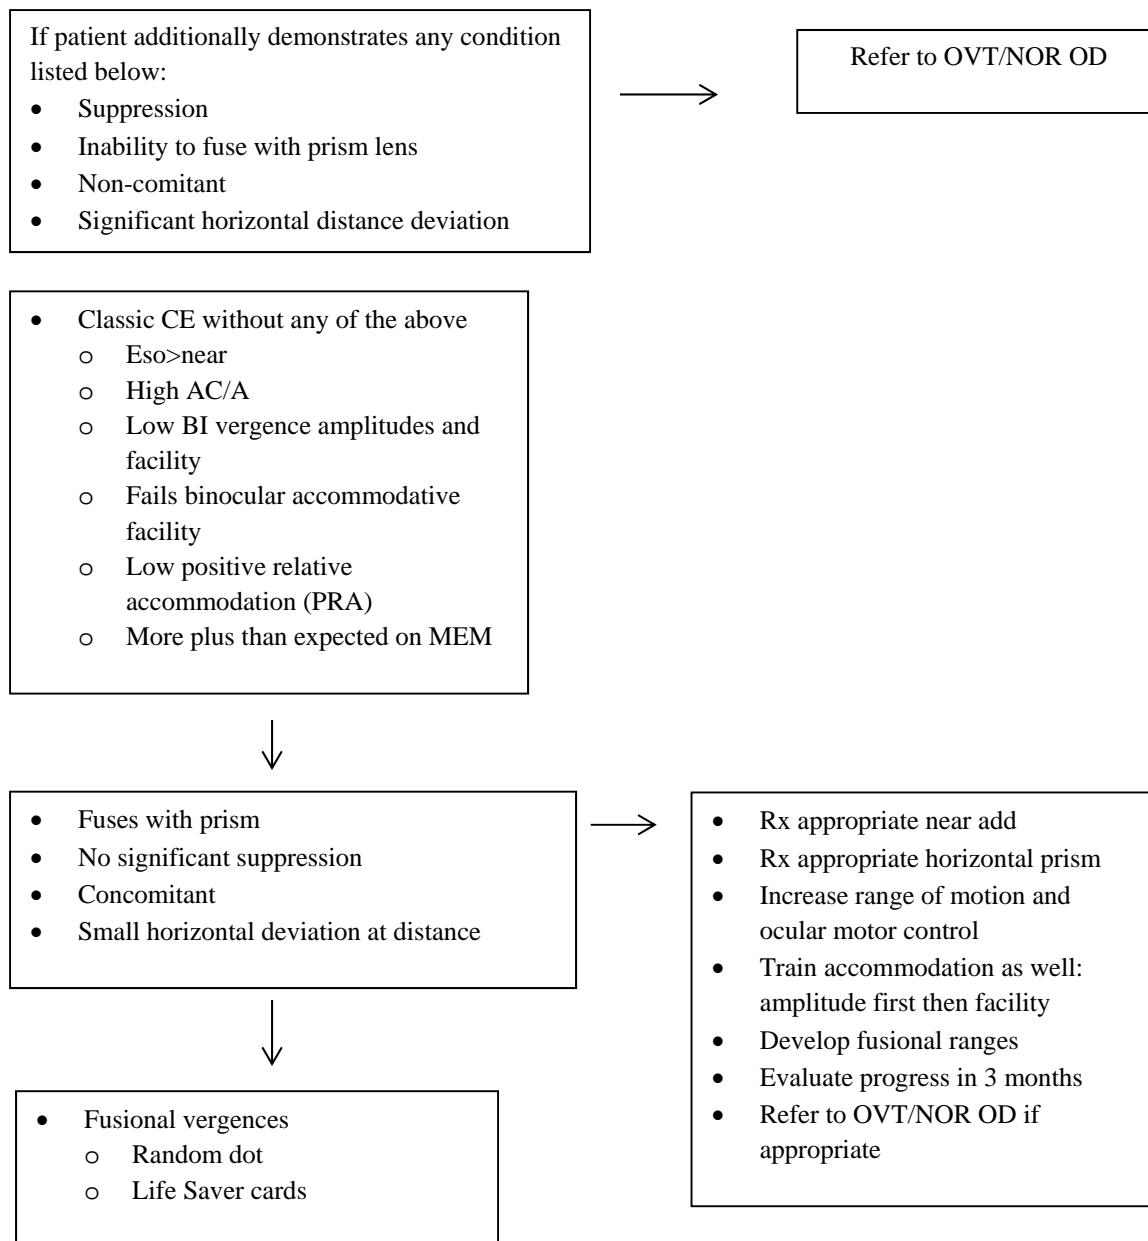 If patient additionally demonstrates any condition
listed below:
• Suppression
• Inability to fuse with prism lens
• Non-comitant
• Significant horizontal distance deviation
Refer to OVT/NOR OD
• Classic CE without any of the above
o Eso>near
o High AC/A
o Low BI vergence amplitudes and
facility
o Fails binocular accommodative
facility
o Low positive relative
accommodation (PRA)
o More plus than expected on MEM
• Fuses with prism
• No significant suppression
• Concomitant
• Small horizontal deviation at distance
• Rx appropriate near add
• Rx appropriate horizontal prism
• Increase range of motion and
ocular motor control
• Train accommodation as well:
amplitude first then facility
• Develop fusional ranges
• Evaluate progress in 3 months
• Refer to OVT/NOR OD if
appropriate
• Fusional vergences
o Random dot
o Life Saver cards